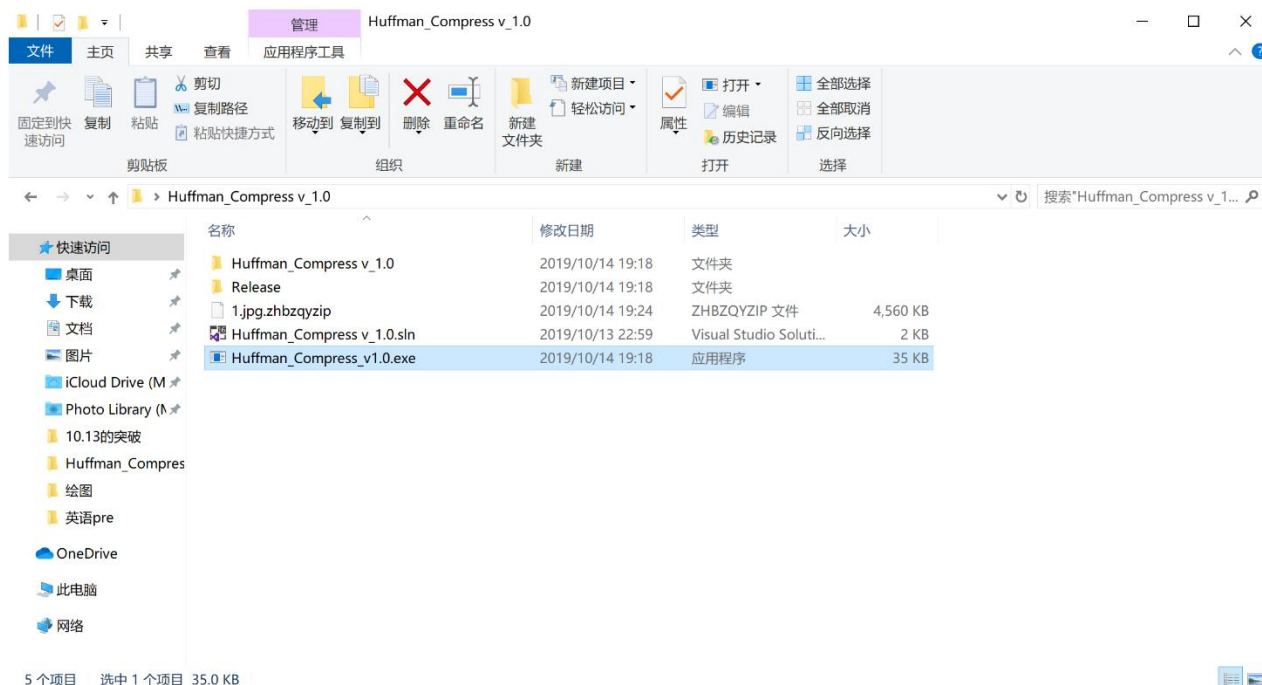 管理 Huffman_Compress v_1.0
文件 主页 共享 查看 应用程序工具
固定到快速访问
复制
粘贴
剪切
复制路径
粘贴快捷方式
移动到 复制到
删除 重命名
新建
文件夹
新建项目
轻松访问
属性
打开
编辑
历史记录
全部选择
全部取消
反向选择
剪贴板 组织 新建 打开 选择
Huffman_Compress v_1.0
搜索"Huffman_Compress v_1...
名称 修改日期 类型 大小
快速访问
桌面
下载
文档
图片
iCloud Drive (M
Photo Library (
10.13的突破
Huffman_Compres
绘图
英语pre
OneDrive
此电脑
网络
Huffman_Compress v_1.0 2019/10/14 19:18 文件夹
Release 2019/10/14 19:18 文件夹
1.jpg.zhbzqyzip 2019/10/14 19:24 ZHBZQYZIP 文件 4,560 KB
Huffman_Compress v_1.0.sln 2019/10/13 22:59 Visual Studio Soluti... 2 KB
Huffman_Compress_v1.0.exe 2019/10/14 19:18 应用程序 35 KB
5 个项目 选中 1 个项目 35.0 KB